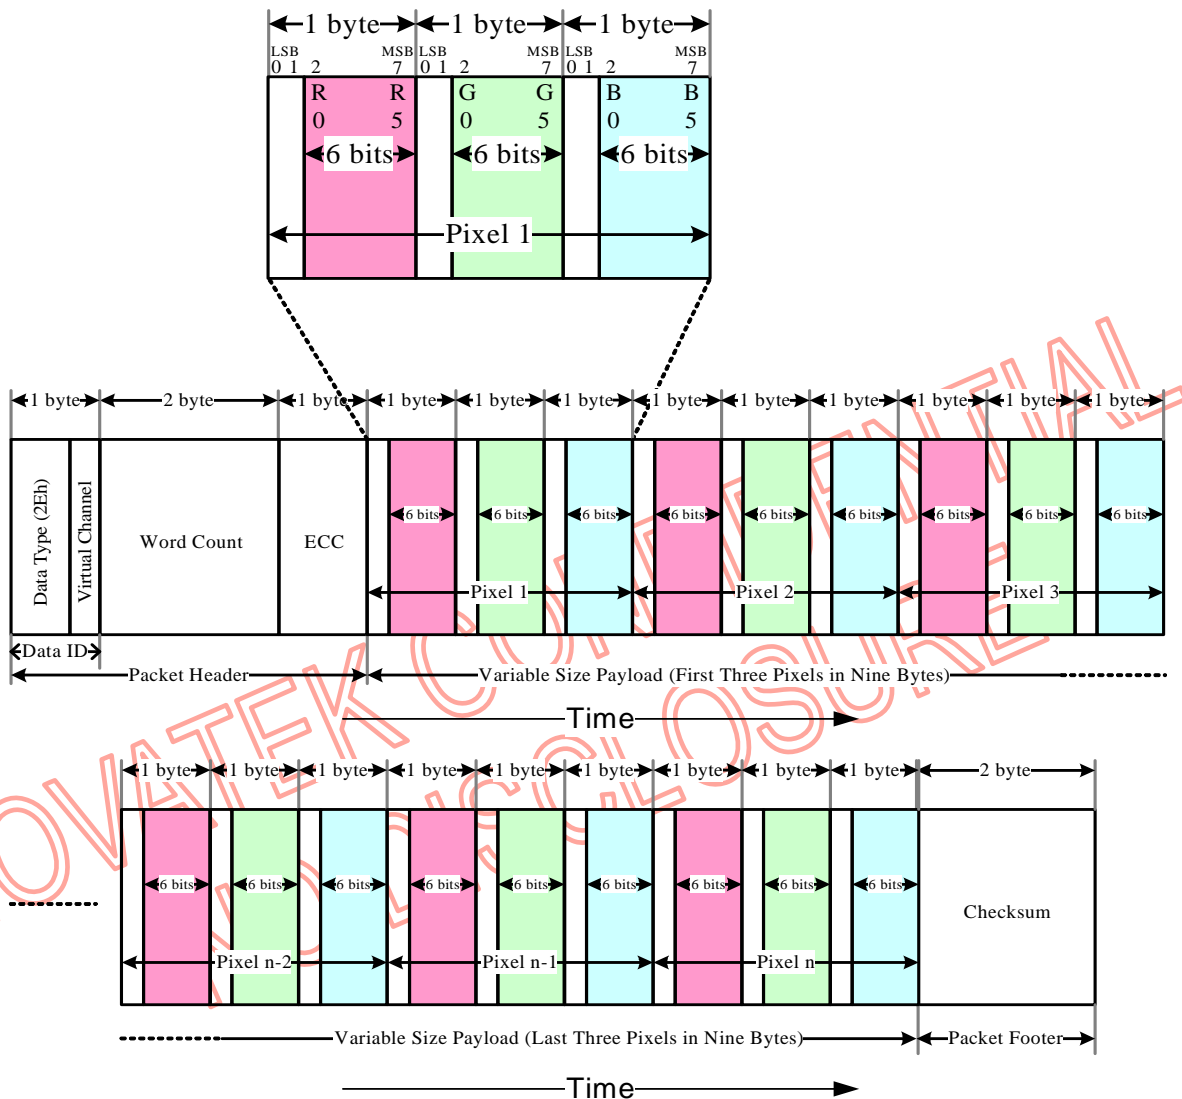 1 byte 1 byte 1 byte
LSB MSB LSB MSB LSB MSB
0 1 2 7 0 1 2 7 0 1 2 7
R R G G B B
0 5 0 5 0 5
6 bits 6 bits 6 bits
Pixel 1
1 byte 2 byte 1 byte 1 byte 1 byte 1 byte 1 byte 1 byte 1 byte 1 byte 1 byte 1 byte
Data Type (2Eh)
Virtual Channel
Word Count
ECC
6 bits 6 bits 6 bits 6 bits 6 bits 6 bits 6 bits 6 bits 6 bits
Pixel 1 Pixel 2 Pixel 3
Data ID
Packet Header Variable Size Payload (First Three Pixels in Nine Bytes)
Time
1 byte 1 byte 1 byte 1 byte 1 byte 1 byte 1 byte 1 byte 1 byte 2 byte
6 bits 6 bits 6 bits 6 bits 6 bits 6 bits 6 bits 6 bits 6 bits
Checksum
Pixel n-2 Pixel n-1 Pixel n
Variable Size Payload (Last Three Pixels in Nine Bytes) Packet Footer
Time